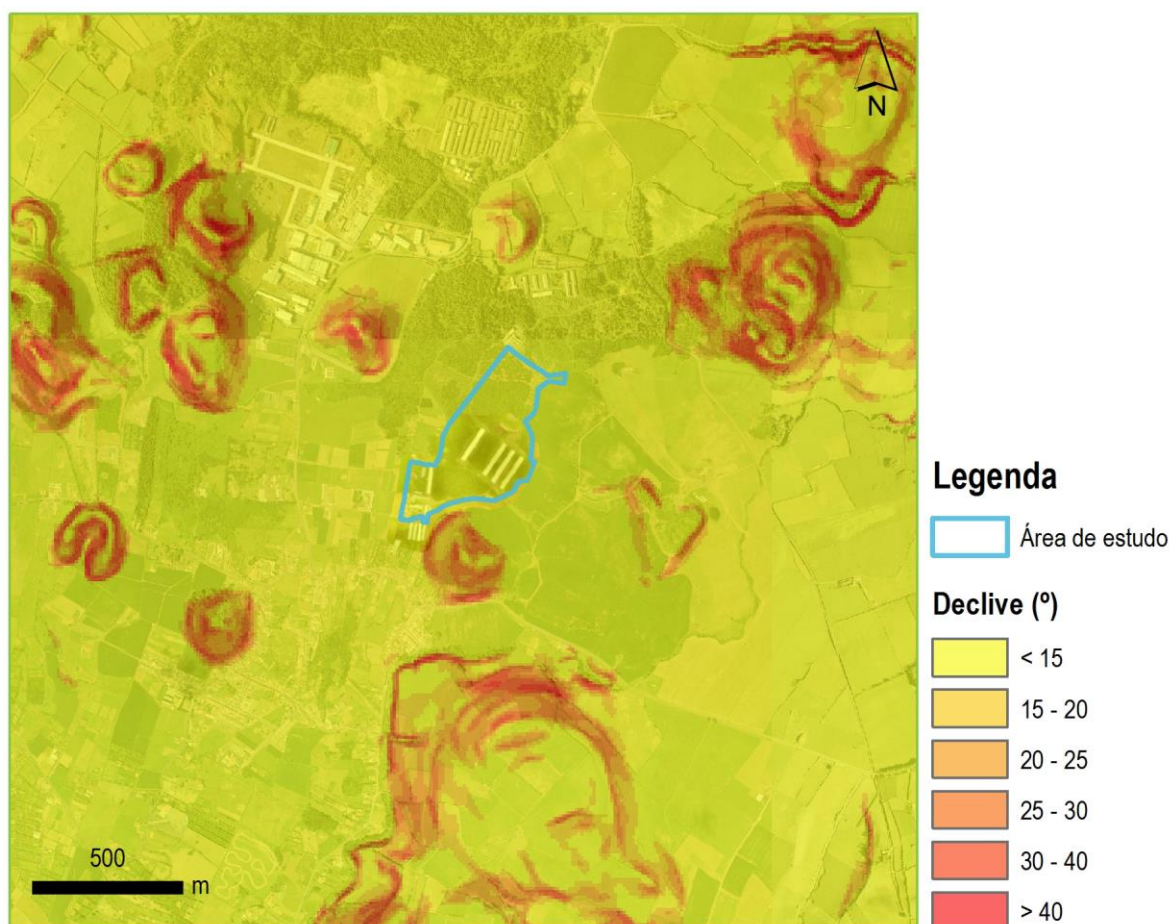 N
Legenda
Área de estudo
Declive (º)
< 15
15 - 20
20 - 25
25 - 30
30 - 40
> 40
500
m